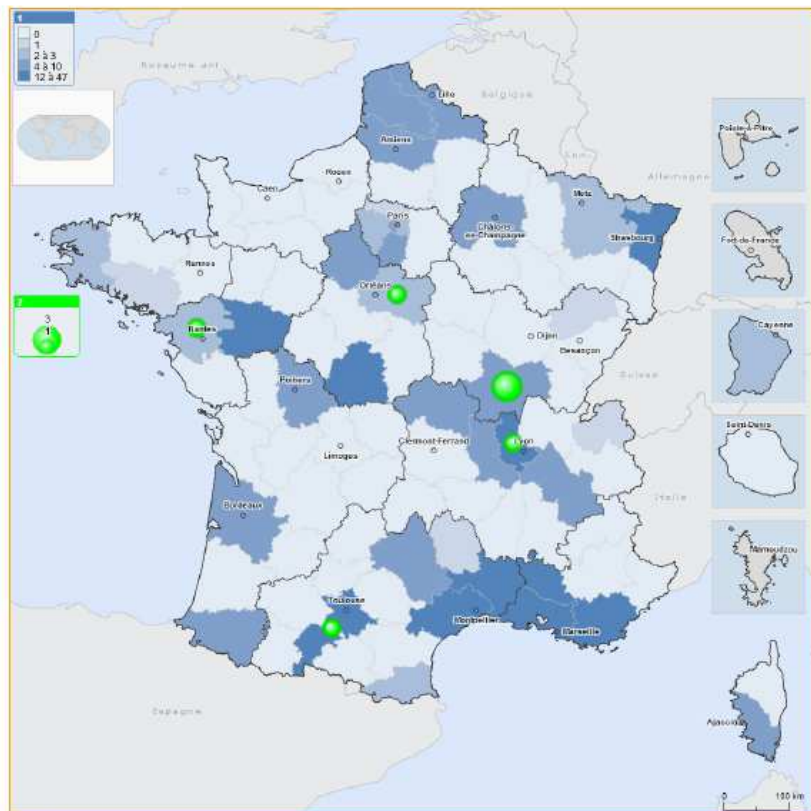 1
0
1
2 à 3
4 à 10
12 à 47
Royaume-uni
Belgique
Lille
Amiens
Allemagne
Pointe-à-Pitre
Rouen
Caen
Metz
Paris
Châlons
-en-Champagne
Strasbourg
Fort-de-France
Rennes
Orléans
2
3
1
Nantes
Dijon
Besançon
Cayenne
Suisse
Poitiers
Clermont-Ferrand
Lyon
Limoges
Saint-Denis
Italie
Bordeaux
Mamoudzou
Toulouse
Montpellier
Marseille
Espagne
Ajaccio
0
100 km